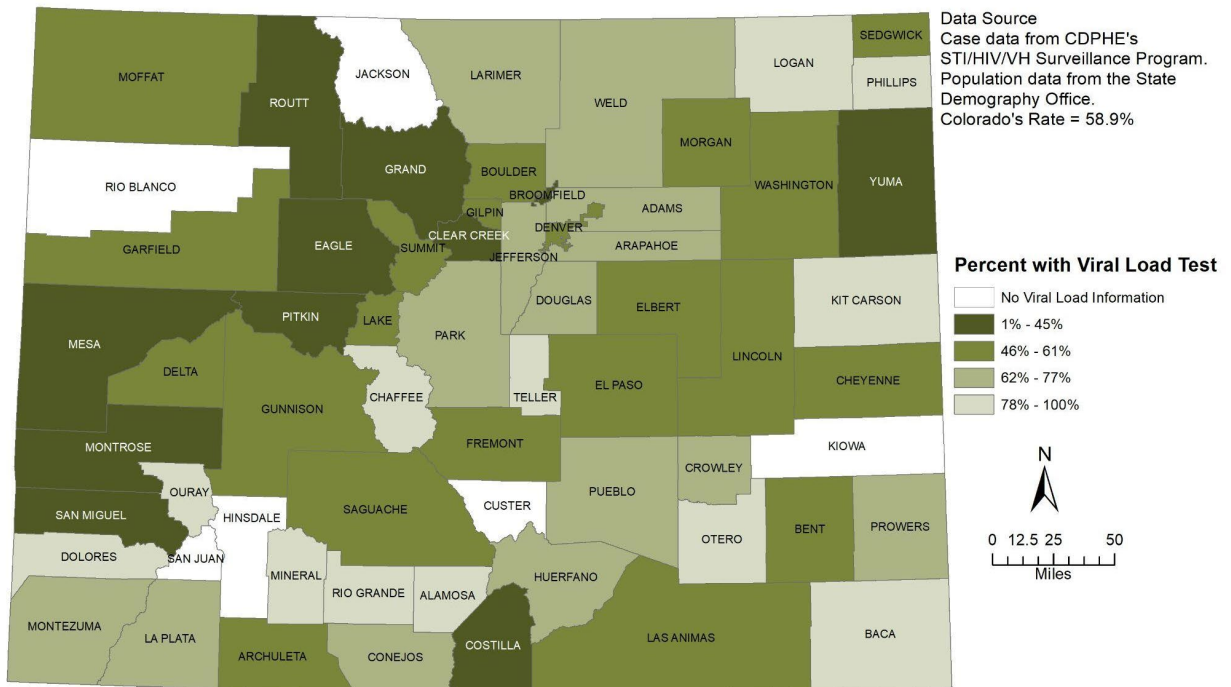 Data Source
Case data from CDPHE's
STI/HIV/VH Surveillance Program.
Population data from the State
Demography Office.
Colorado's Rate = 58.9%
SEDGWICK
LOGAN
PHILLIPS
JACKSON
LARIMER
MOFFAT
ROUTT
WELD
MORGAN
GRAND
BOULDER
WASHINGTON
YUMA
RIO BLANCO
BROOMFIELD
GILPIN
ADAMS
DENVER
CLEAR CREEK
EAGLE
SUMMIT
ARAPAHOE
GARFIELD
JEFFERSON
DOUGLAS
ELBERT
KIT CARSON
PITKIN
LAKE
PARK
MESA
LINCOLN
DELTA
EL PASO
CHEYENNE
CHAFFEE
TELLER
GUNNISON
FREMONT
MONTROSE
KIOWA
CROWLEY
OURAY
PUEBLO
CUSTER
SAGUACHE
SAN MIGUEL
HINSDALE
BENT
PROWERS
OTERO
DOLORES
SAN JUAN
MINERAL
HUERFANO
RIO GRANDE
ALAMOSA
MONTEZUMA
LA PLATA
LAS ANIMAS
BACA
COSTILLA
ARCHULETA
CONEJOS
Percent with Viral Load Test
No Viral Load Information
1% - 45%
46% - 61%
62% - 77%
78% - 100%
N
0 12.5 25 50
Miles